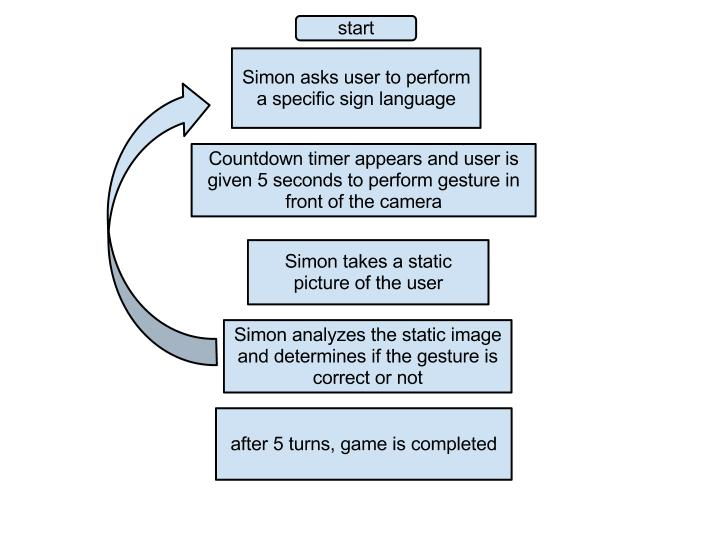 start
Simon asks user to perform
a specific sign language
Countdown timer appears and user is
given 5 seconds to perform gesture in
front of the camera
Simon takes a static
picture of the user
Simon analyzes the static image
and determines if the gesture is
correct or not
after 5 turns, game is completed